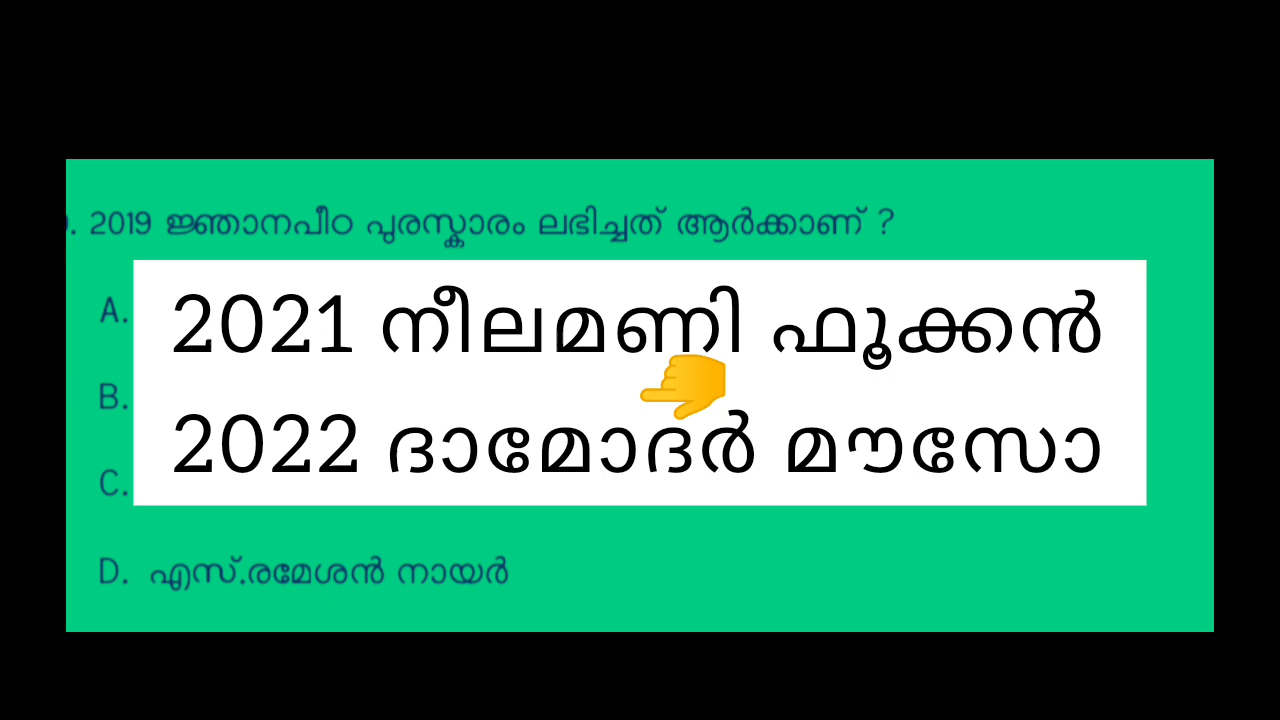 . 2019 ജ്ഞാനപീഠ പുരസ്കാരം ലഭിച്ചത് ആർക്കാണ് ?
A.
2021 നീലമണി ഫൂക്കൻ
B.
2022 ദാമോദർ മൗസോ
C.
D. എസ്.രമേശൻ നായർ